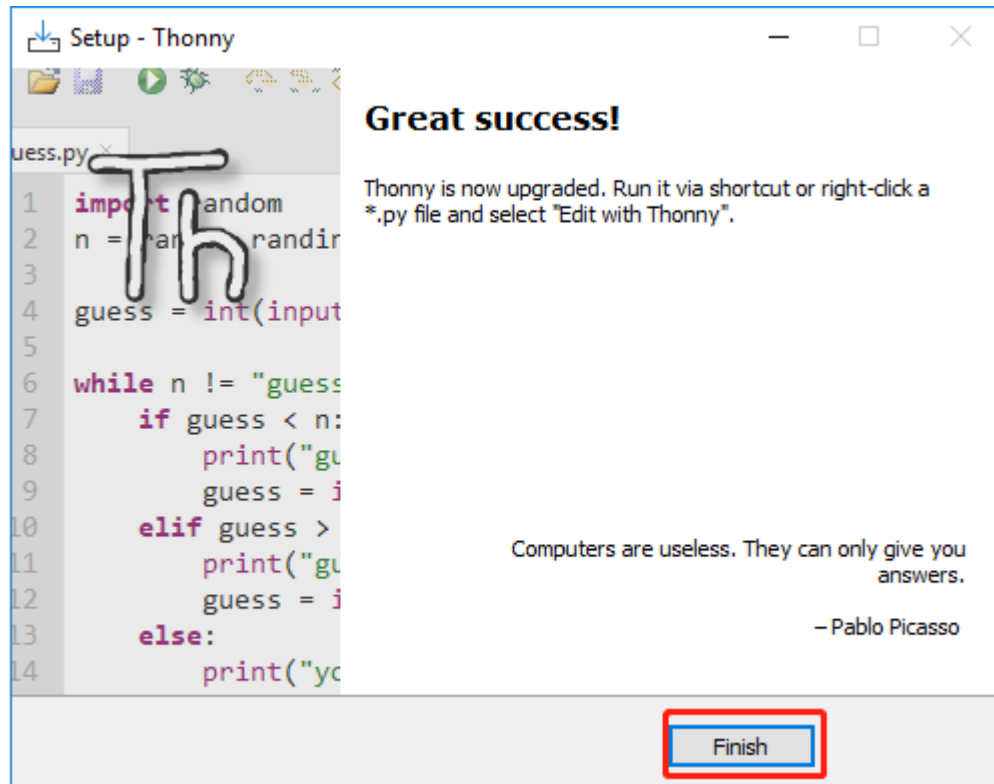 Setup - Thonny
Great success!
Thonny is now upgraded. Run it via shortcut or right-click a
*.py file and select "Edit with Thonny".
uess.py ×
Th
1 import random
2 n = ran randin
3
4 guess = int(input
5
6 while n != "guess
7 if guess < n:
8 print("gu
9 guess = i
10 elif guess >
11 print("gu
12 guess = i
13 else:
14 print("yo
Computers are useless. They can only give you
answers.
– Pablo Picasso
Finish